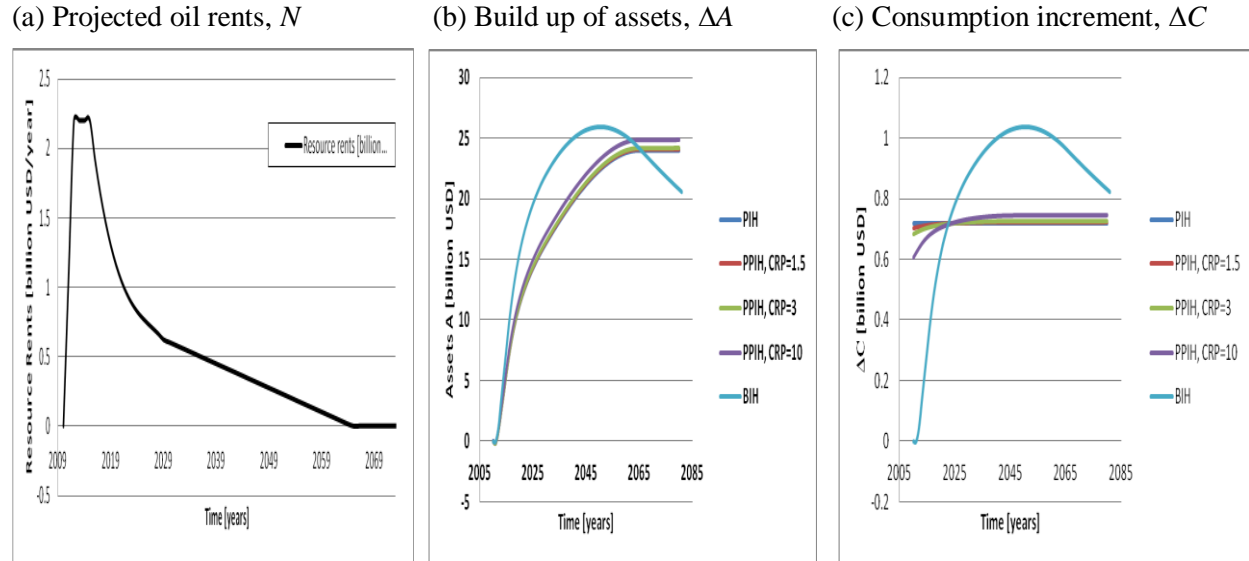 (a) Projected oil rents, N
(b) Build up of assets, ΔA
(c) Consumption increment, ΔC
Resource Rents [billion USD/year]
2.5
2
1.5
1
0.5
0
-0.5
2009
2019
2029
2039
2049
2059
2069
Time [years]
Resource rents [billion...
Assets A [billion USD]
30
25
20
15
10
5
0
-5
2005
2025
2045
2065
2085
Time [years]
PIH
PPIH, CRP=1.5
PPIH, CRP=3
PPIH, CRP=10
BIH
ΔC [billion USD]
1.2
1
0.8
0.6
0.4
0.2
0
-0.2
2005
2025
2045
2065
2085
Time [years]
PIH
PPIH, CRP=1.5
PPIH, CRP=3
PPIH, CRP=10
BIH